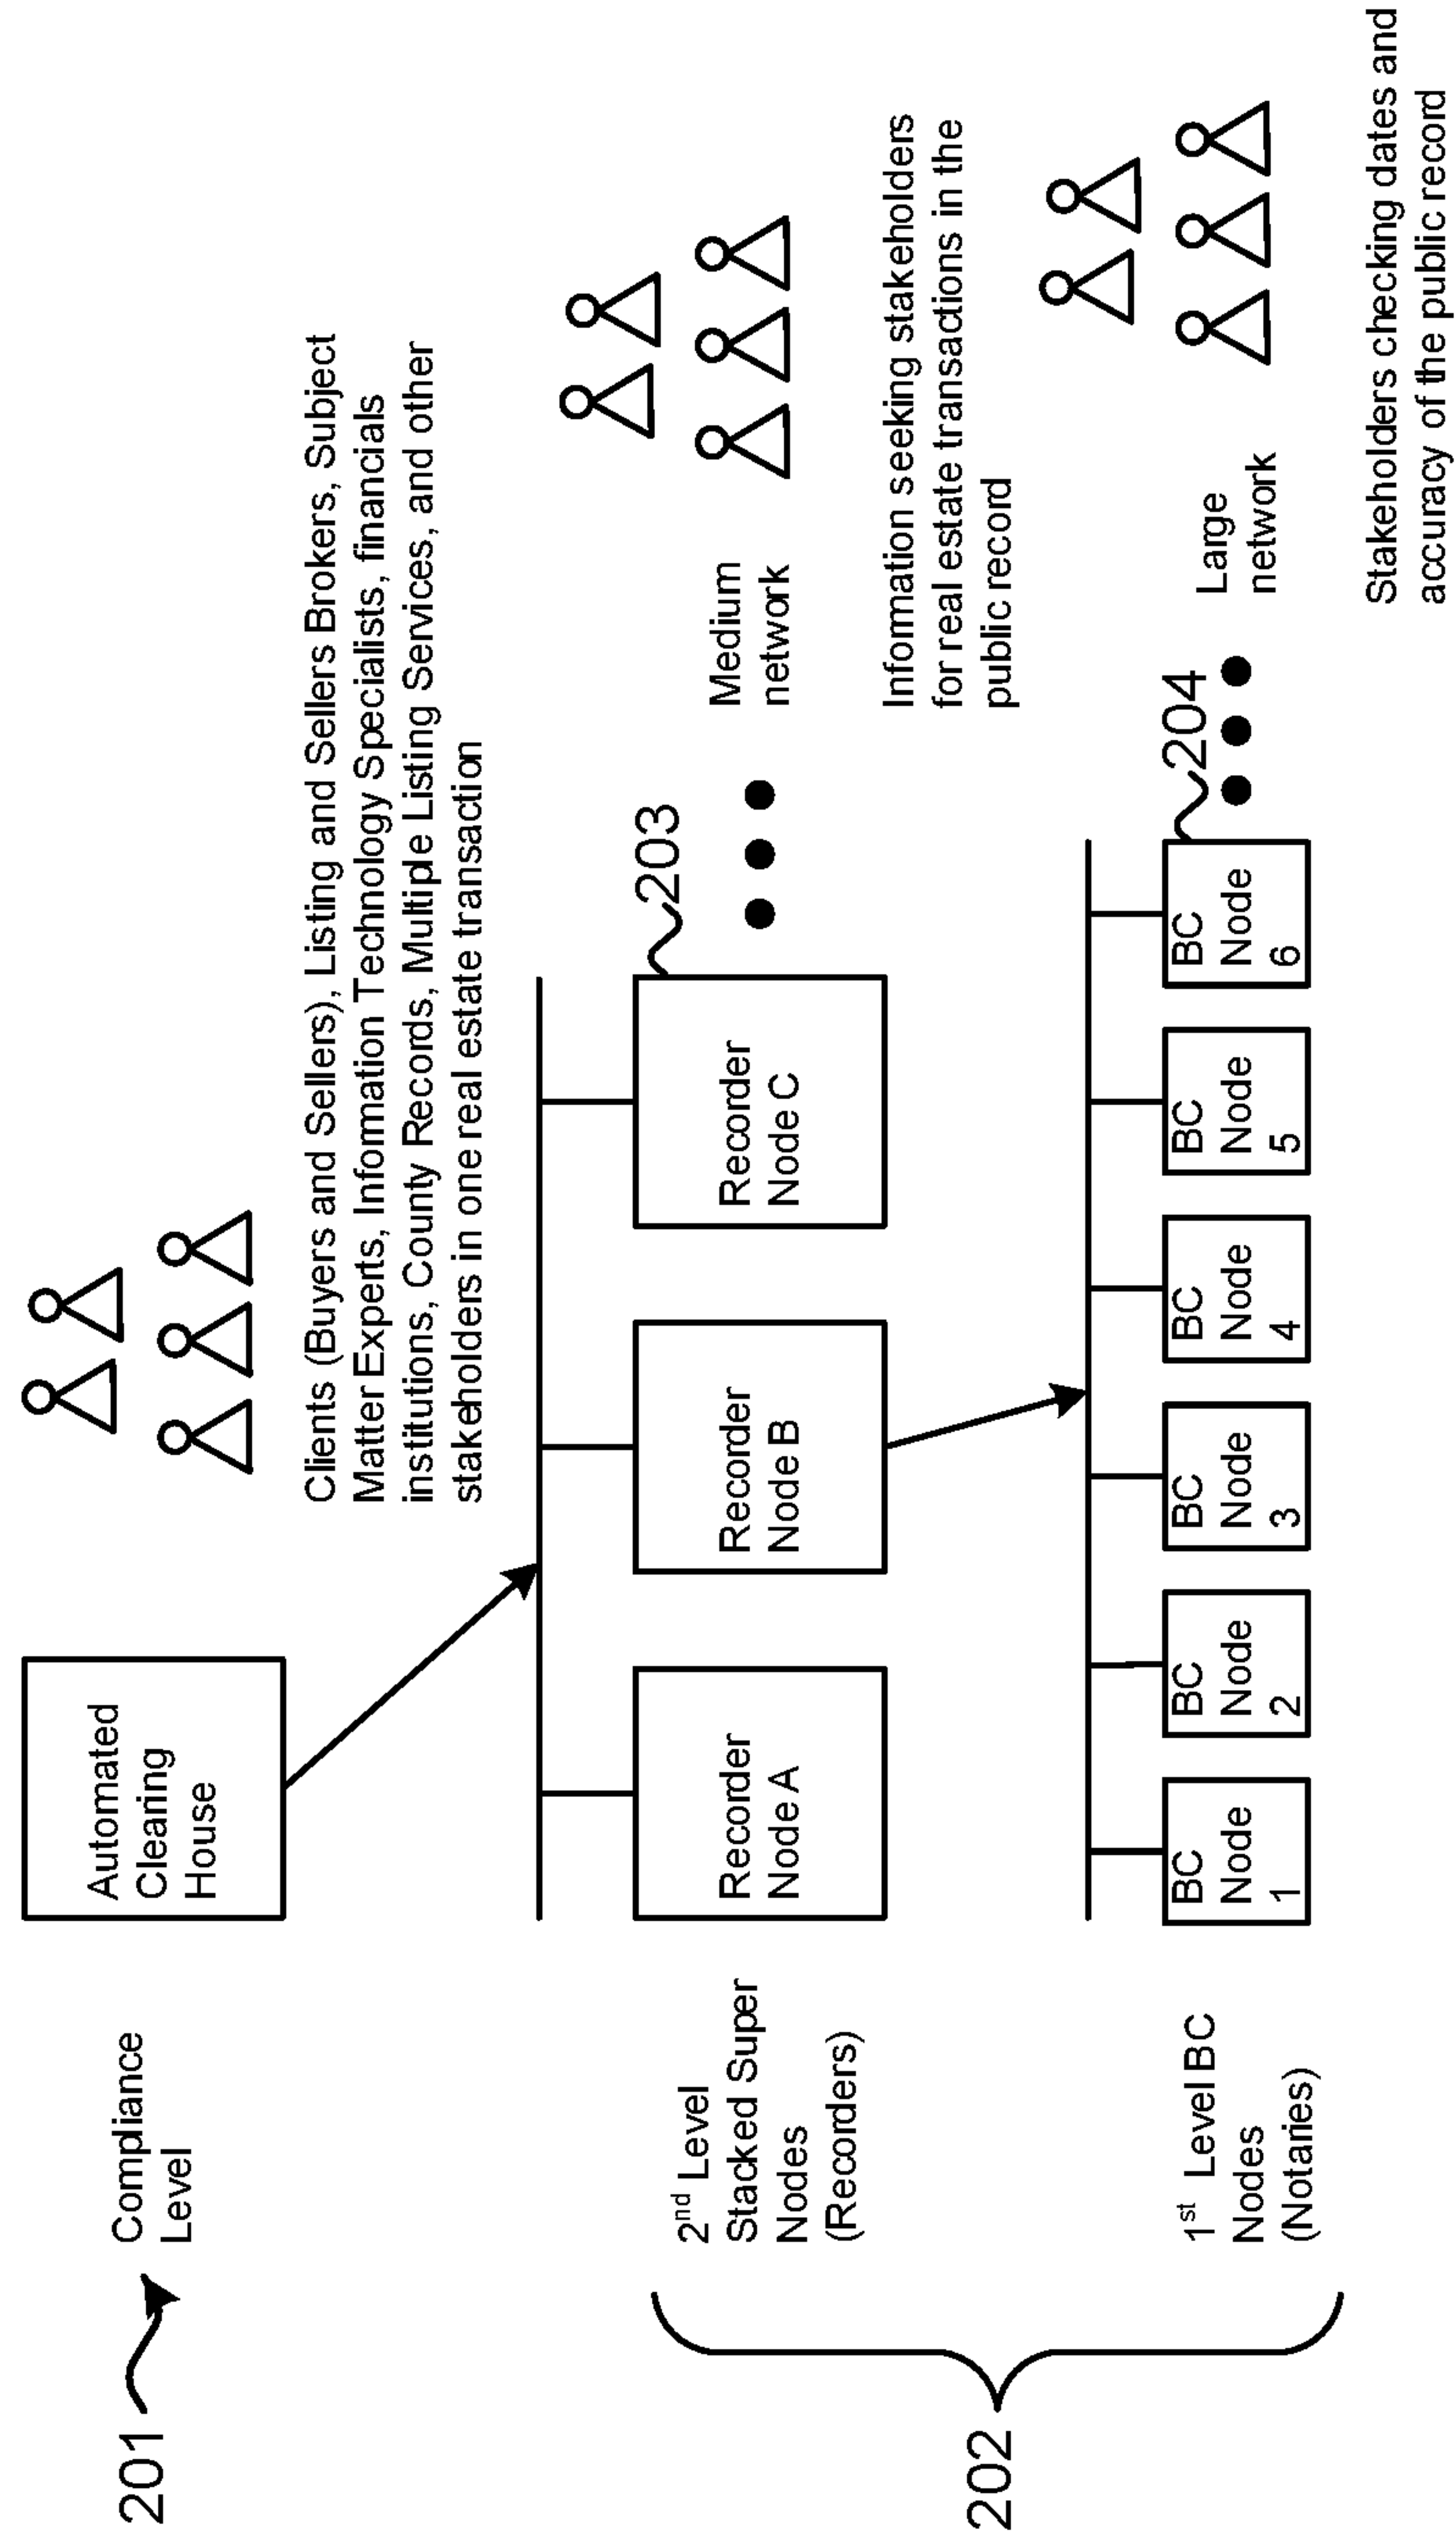 201
Compliance
Level
Automated
Clearing
House
Clients (Buyers and Sellers), Listing and Sellers Brokers, Subject
Matter Experts, Information Technology Specialists, financials
institutions, County Records, Multiple Listing Services, and other
stakeholders in one real estate transaction
202
2nd Level
Stacked Super
Nodes
(Recorders)
Recorder
Node A
Recorder
Node B
Recorder
Node C
203
Medium
network
Information seeking stakeholders
for real estate transactions in the
public record
1st Level BC
Nodes
(Notaries)
BC
Node
1
BC
Node
2
BC
Node
3
BC
Node
4
BC
Node
5
BC
Node
6
204
Large
network
Stakeholders checking dates and
accuracy of the public record